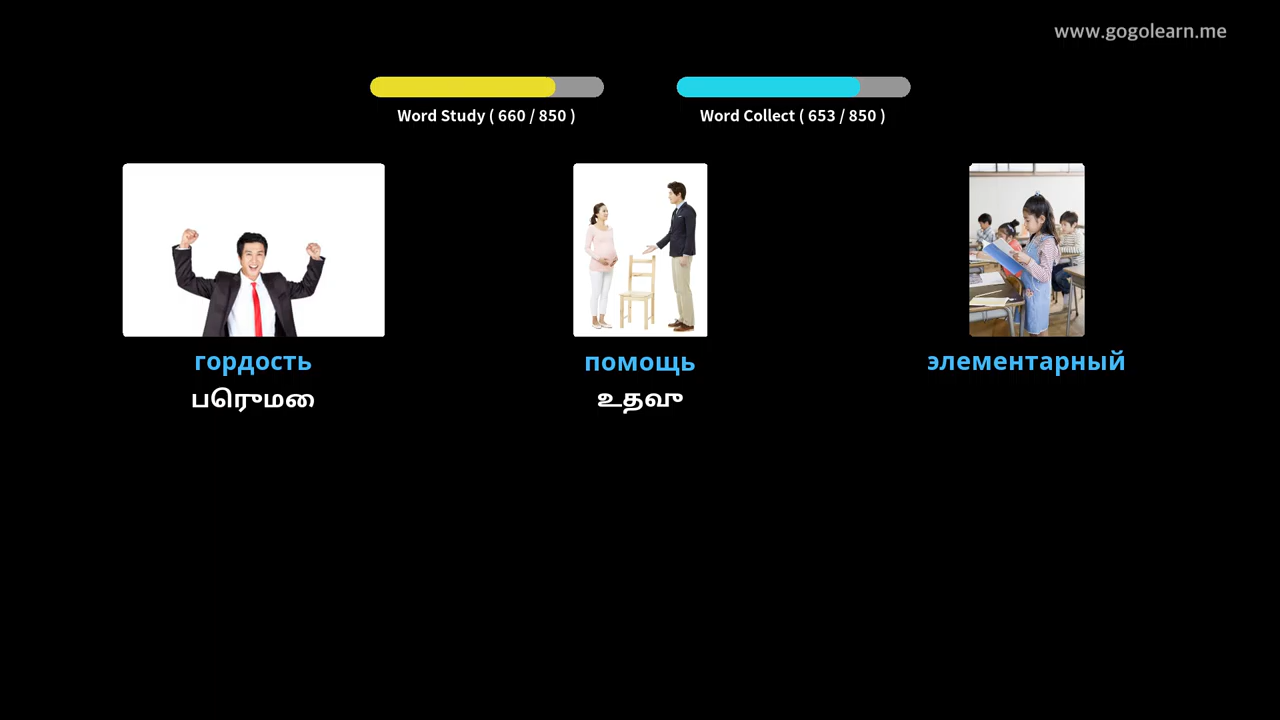 www.gogolearn.me
Word Study ( 660 / 850 )
Word Collect ( 653 / 850 )
гордость
помощь
элементарный
பெருமை
உதவு